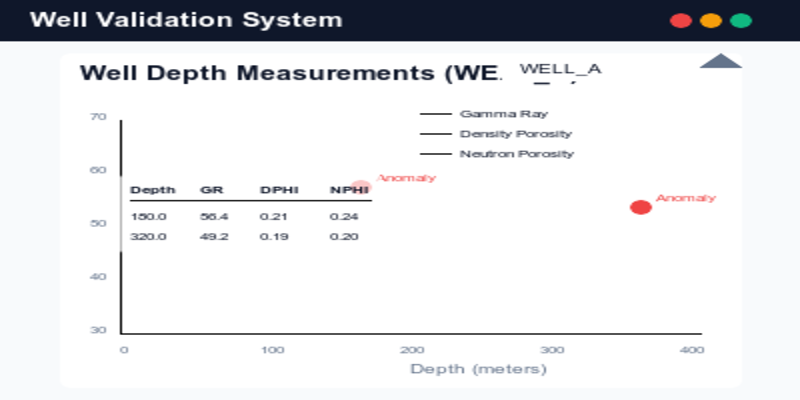 Well Validation System
Well Depth Measurements (WE.
WELL_A
Gamma Ray
Density Porosity
Neutron Porosity
70
60
50
40
30
Anomaly
Anomaly
Depth GR DPHI NPHI
150.0 56.4 0.21 0.24
320.0 49.2 0.19 0.20
0 100 200 300 400
Depth (meters)